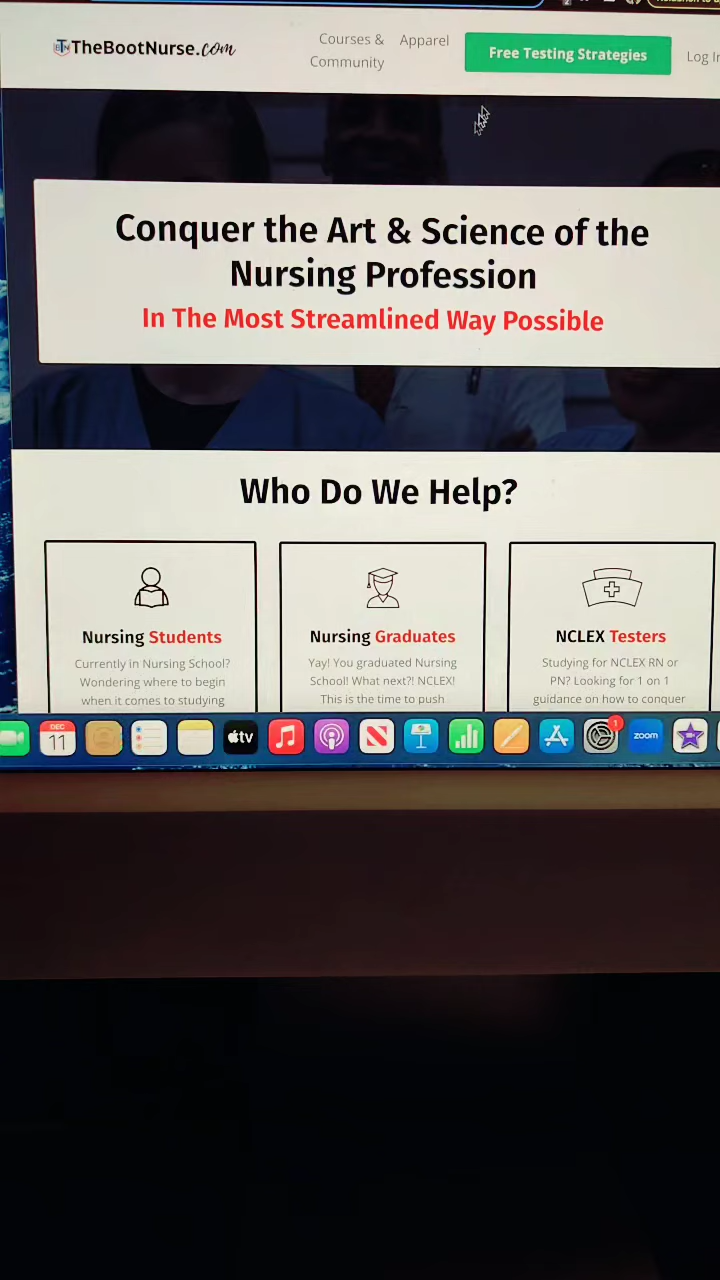 TheBootNurse.com
Courses &
Community
Apparel
Free Testing Strategies
Log In
Conquer the Art & Science of the
Nursing Profession
In The Most Streamlined Way Possible
Who Do We Help?
Nursing Students
Currently in Nursing School?
Wondering where to begin
when it comes to studying
Nursing Graduates
Yay! You graduated Nursing
School! What next?! NCLEX!
This is the time to push
NCLEX Testers
Studying for NCLEX RN or
PN? Looking for 1 on 1
guidance on how to conquer
DEC
11
tv
1
zoom